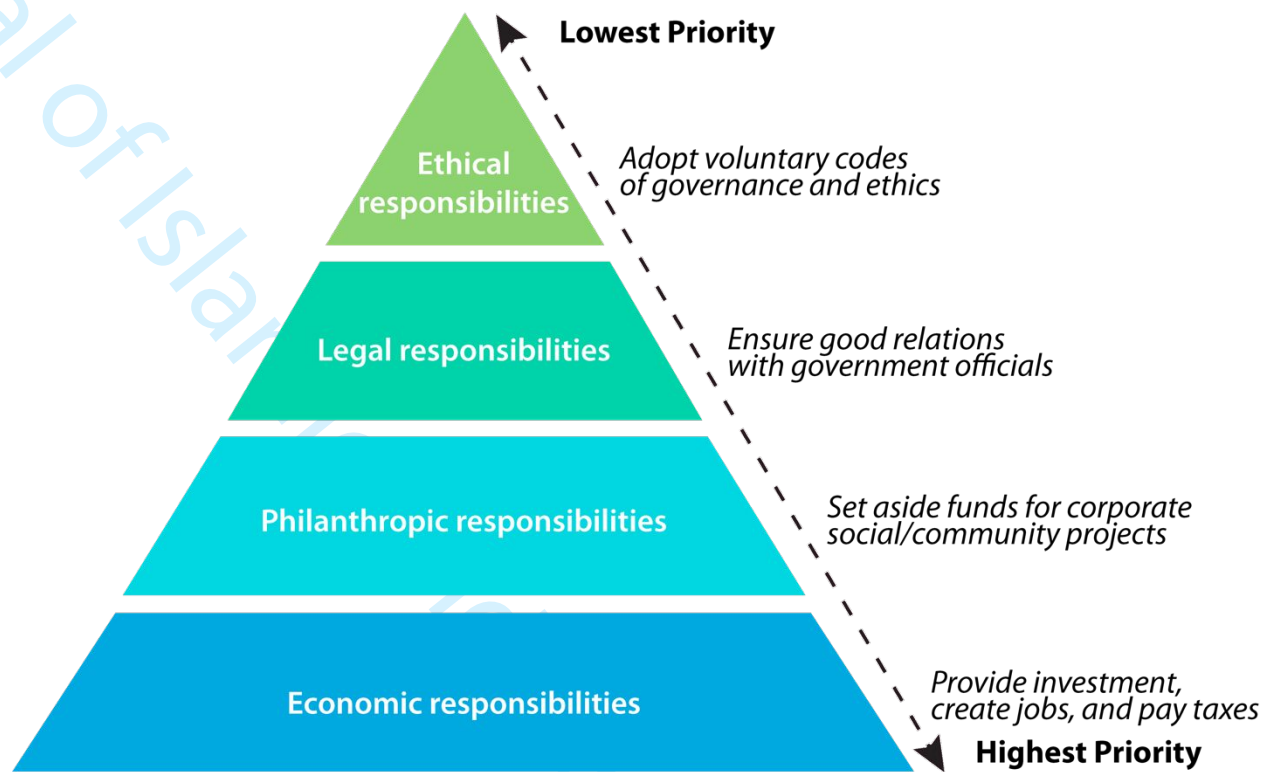 Lowest Priority
Ethical
responsibilities
Adopt voluntary codes
of governance and ethics
Legal responsibilities
Ensure good relations
with government officials
Philanthropic responsibilities
Set aside funds for corporate
social/community projects
Economic responsibilities
Provide investment,
create jobs, and pay taxes
Highest Priority